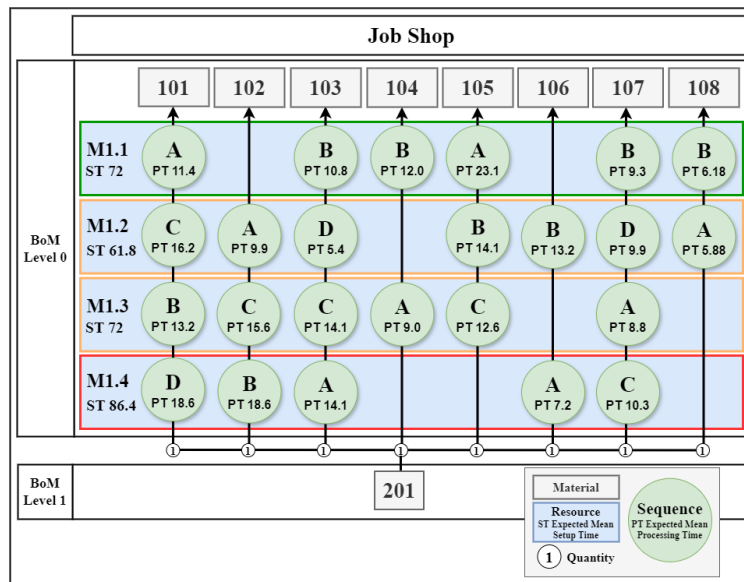 Job Shop
101 102 103 104 105 106 107 108
BoM
Level 0
M1.1
ST 72
A
PT 11.4
B
PT 10.8
B
PT 12.0
A
PT 23.1
B
PT 9.3
B
PT 6.18
M1.2
ST 61.8
C
PT 16.2
A
PT 9.9
D
PT 5.4
B
PT 14.1
B
PT 13.2
D
PT 9.9
A
PT 5.88
M1.3
ST 72
B
PT 13.2
C
PT 15.6
C
PT 14.1
A
PT 9.0
C
PT 12.6
A
PT 8.8
M1.4
ST 86.4
D
PT 18.6
B
PT 18.6
A
PT 14.1
A
PT 7.2
C
PT 10.3
1 1 1 1 1 1 1 1
BoM
Level 1
201
Material
Resource
ST Expected Mean
Setup Time
1 Quantity
Sequence
PT Expected Mean
Processing Time